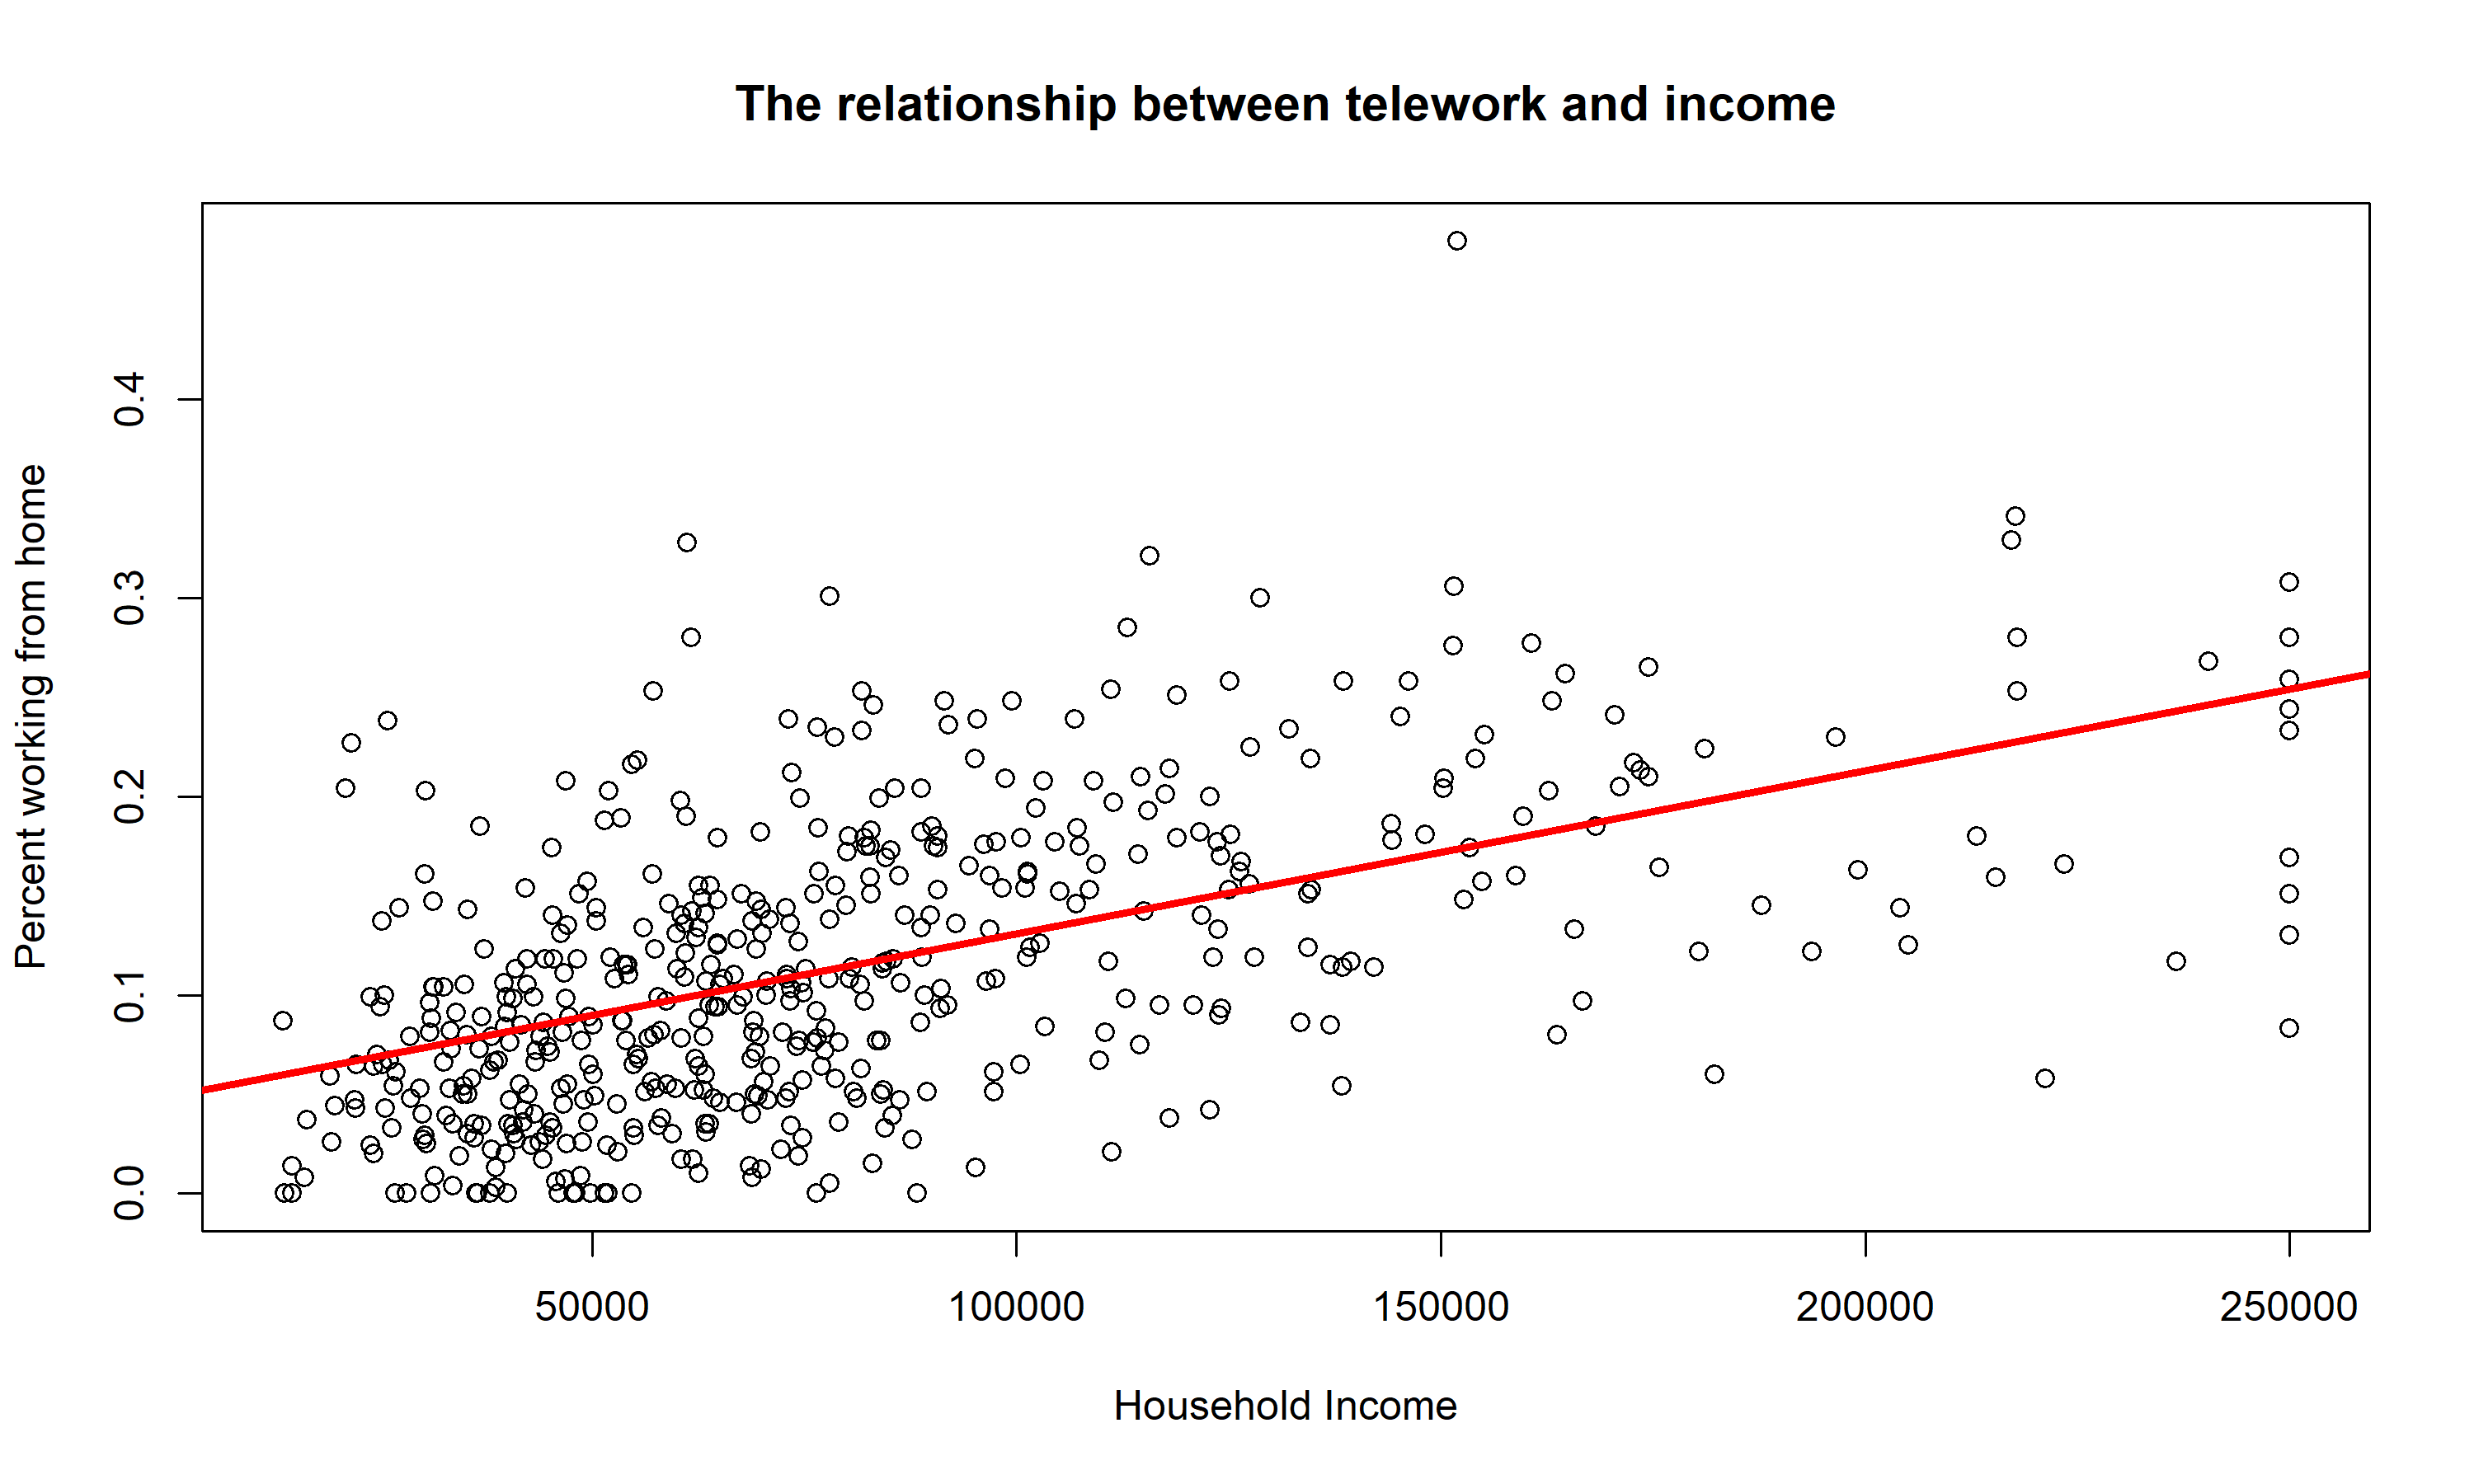 The relationship between telework and income
Percent working from home
0.4
0.3
0.2
0.1
0.0
50000 100000 150000 200000 250000
Household Income